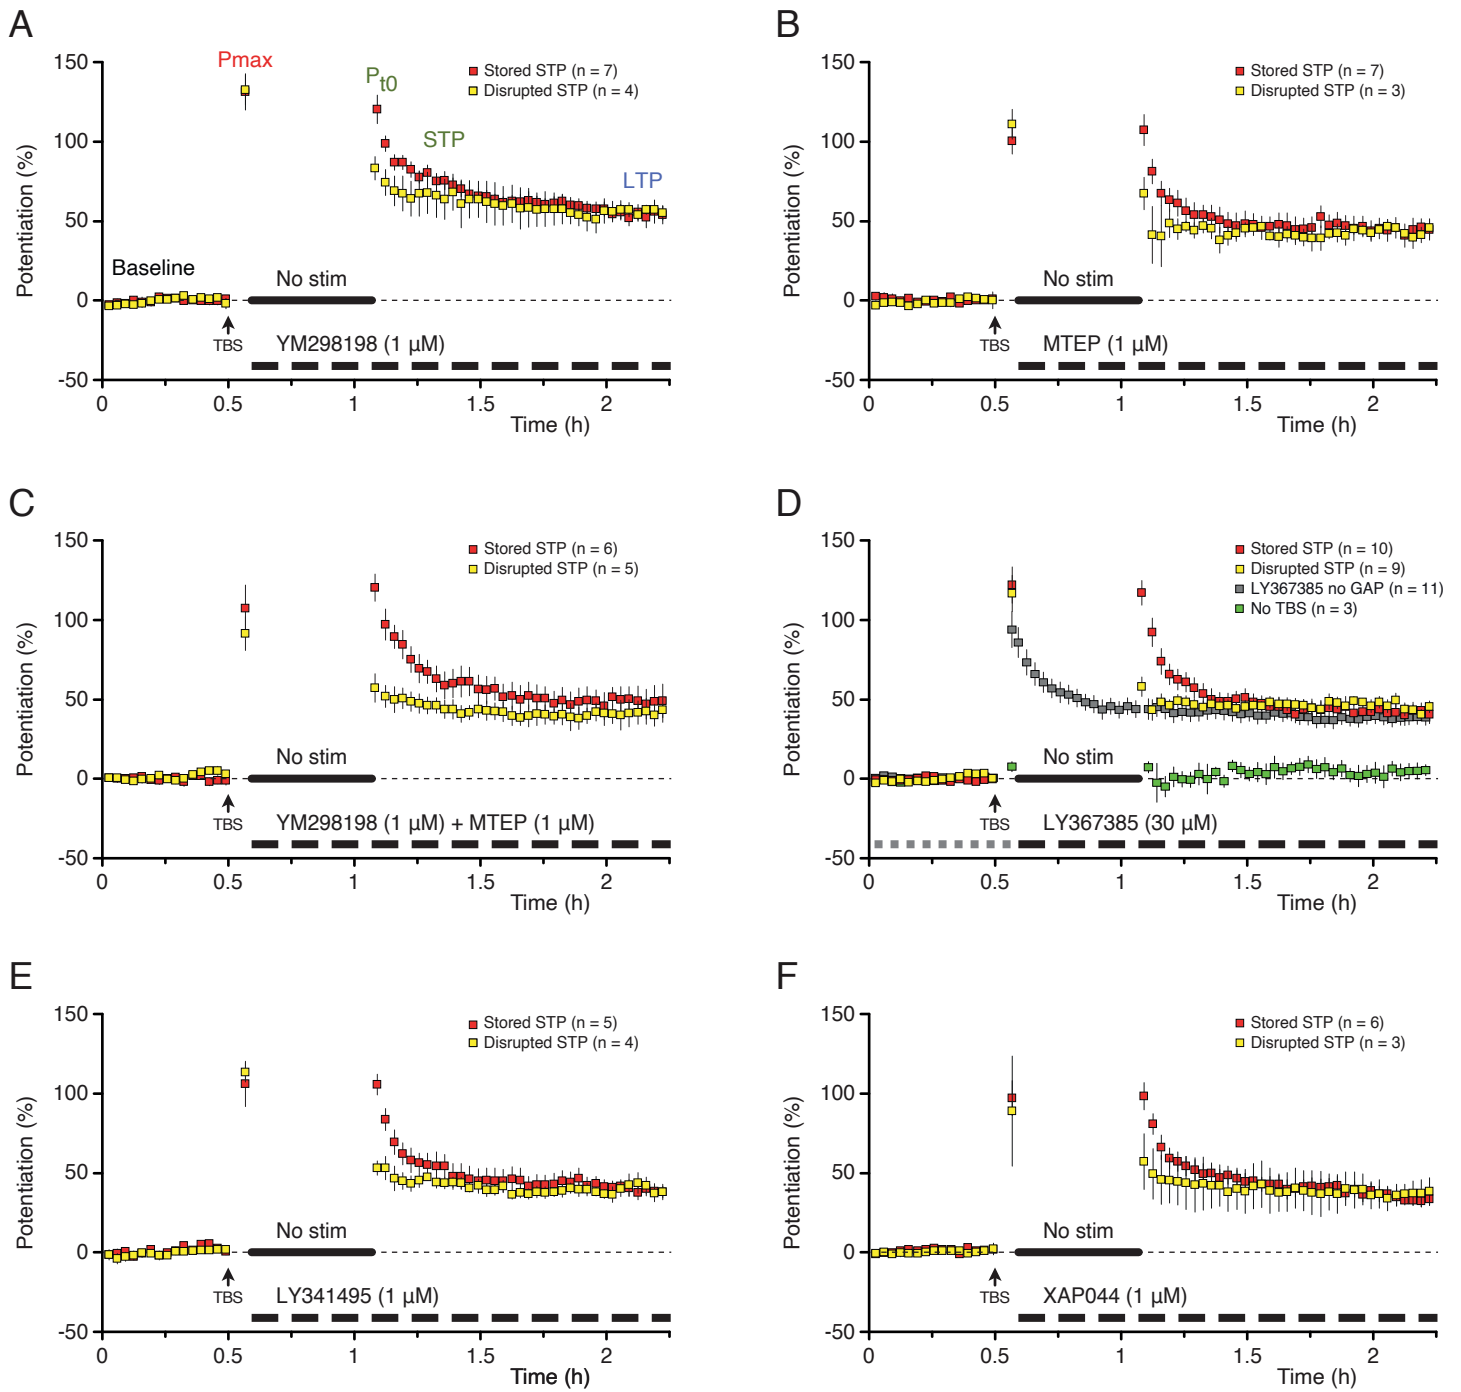 A
150
100
50
0
-50
Potentiation (%)
Pmax
Pt0
STP
LTP
Stored STP (n = 7)
Disrupted STP (n = 4)
Baseline
No stim
TBS
YM298198 (1 µM)
0 0.5 1 1.5 2
Time (h)
B
150
100
50
0
-50
Potentiation (%)
Stored STP (n = 7)
Disrupted STP (n = 3)
No stim
TBS
MTEP (1 µM)
0 0.5 1 1.5 2
Time (h)
C
150
100
50
0
-50
Potentiation (%)
Stored STP (n = 6)
Disrupted STP (n = 5)
No stim
TBS
YM298198 (1 µM) + MTEP (1 µM)
0 0.5 1 1.5 2
Time (h)
D
150
100
50
0
-50
Potentiation (%)
Stored STP (n = 10)
Disrupted STP (n = 9)
LY367385 no GAP (n = 11)
No TBS (n = 3)
No stim
TBS
LY367385 (30 µM)
0 0.5 1 1.5 2
Time (h)
E
150
100
50
0
-50
Potentiation (%)
Stored STP (n = 5)
Disrupted STP (n = 4)
No stim
TBS
LY341495 (1 µM)
0 0.5 1 1.5 2
Time (h)
F
150
100
50
0
-50
Potentiation (%)
Stored STP (n = 6)
Disrupted STP (n = 3)
No stim
TBS
XAP044 (1 µM)
0 0.5 1 1.5 2
Time (h)